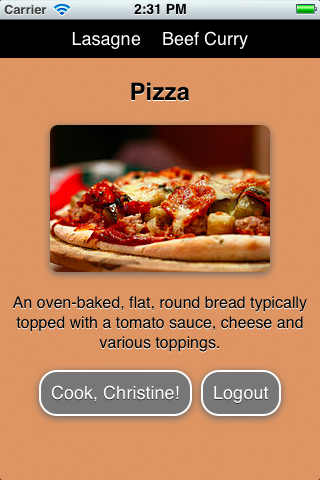 Carrier 2:31 PM
Lasagne Beef Curry
Pizza
An oven-baked, flat, round bread typically
topped with a tomato sauce, cheese and
various toppings.
Cook, Christine! Logout